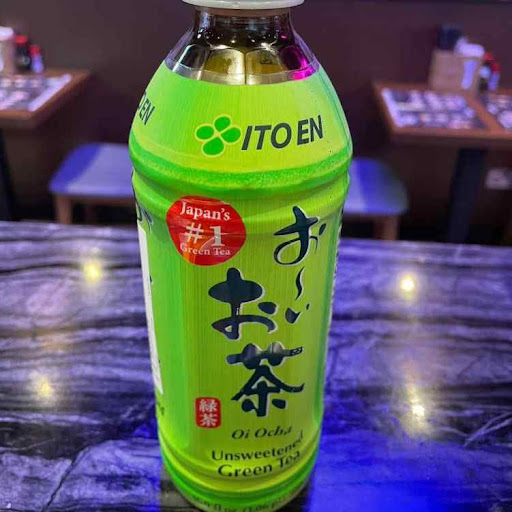 ITO EN
Japan's
#1
Green Tea
お〜い
お茶
緑茶
Oi Ocha
Unsweetened
Green Tea